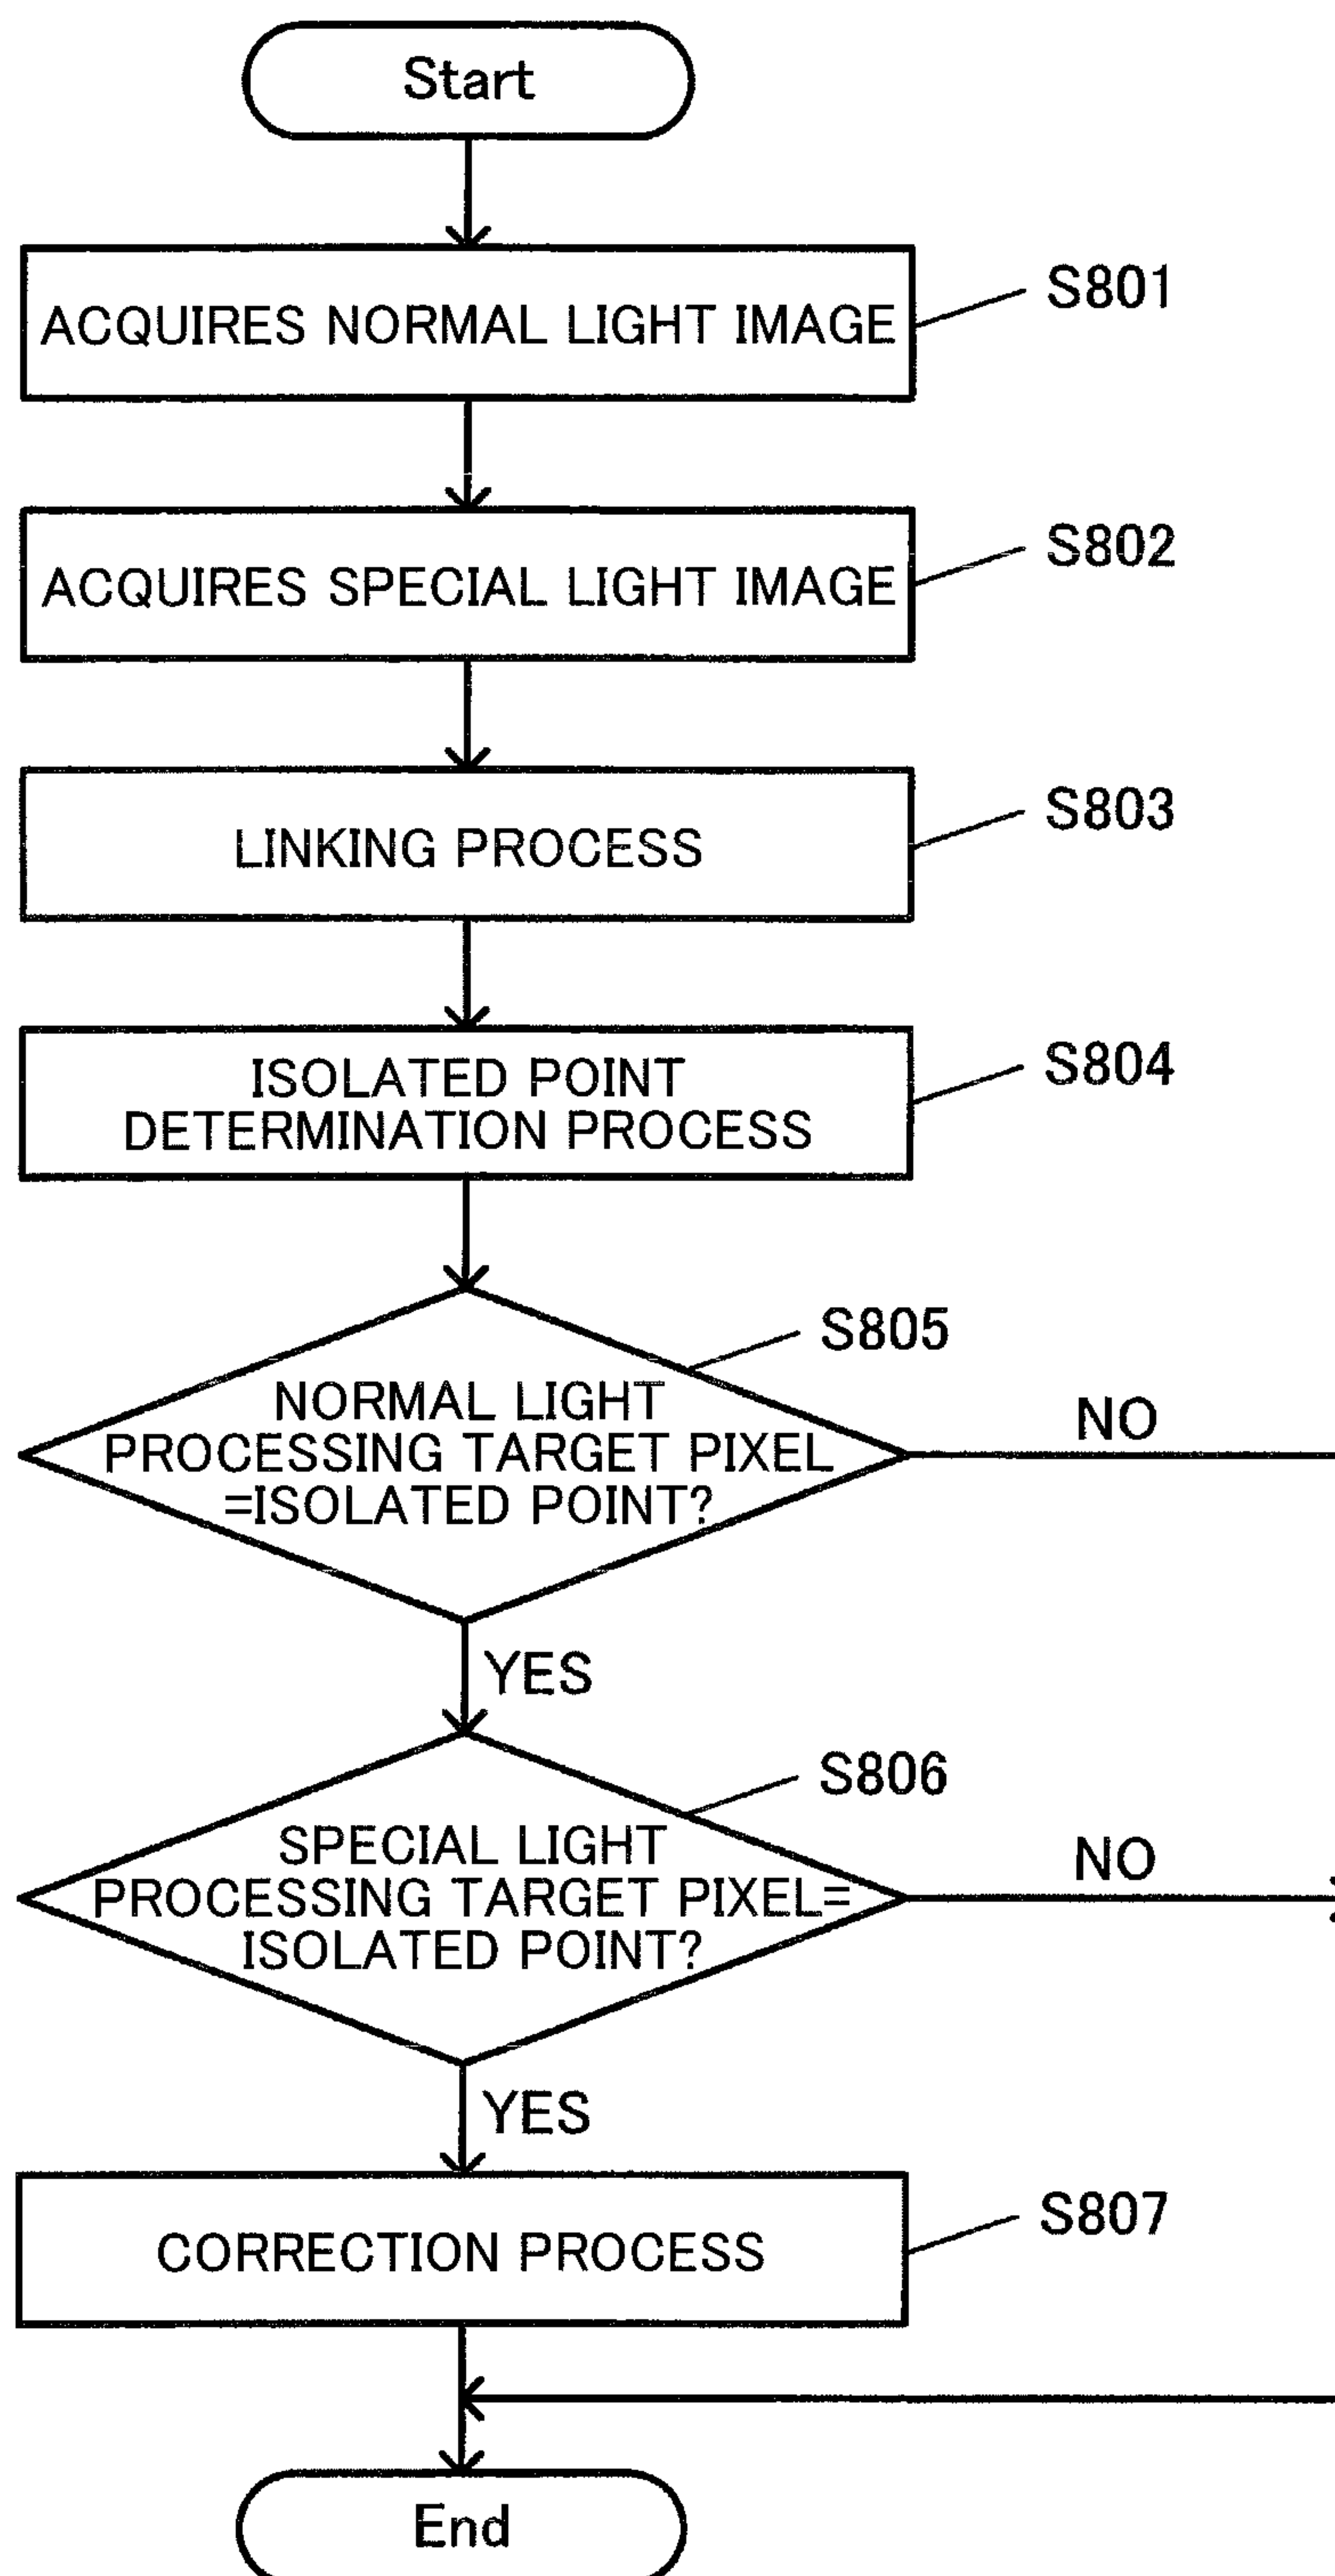 Start
ACQUIRES NORMAL LIGHT IMAGE
S801
ACQUIRES SPECIAL LIGHT IMAGE
S802
LINKING PROCESS
S803
ISOLATED POINT
DETERMINATION PROCESS
S804
S805
NORMAL LIGHT
PROCESSING TARGET PIXEL
=ISOLATED POINT?
NO
YES
S806
SPECIAL LIGHT
PROCESSING TARGET PIXEL=
ISOLATED POINT?
NO
YES
CORRECTION PROCESS
S807
End